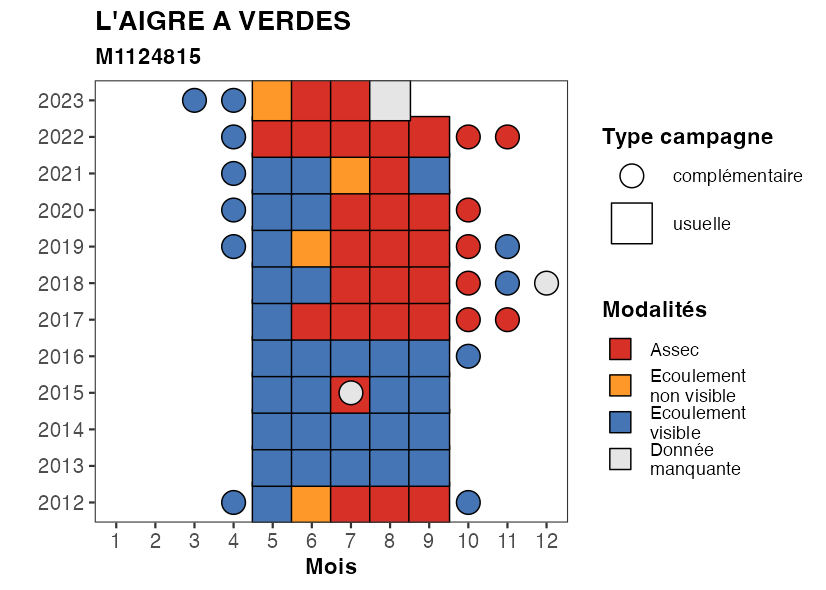 L'AIGRE A VERDES
M1124815
2023
2022
2021
2020
2019
2018
2017
2016
2015
2014
2013
2012
1 2 3 4 5 6 7 8 9 10 11 12
Mois
Type campagne
complémentaire
usuelle
Modalités
Assec
Ecoulement
non visible
Ecoulement
visible
Donnée
manquante